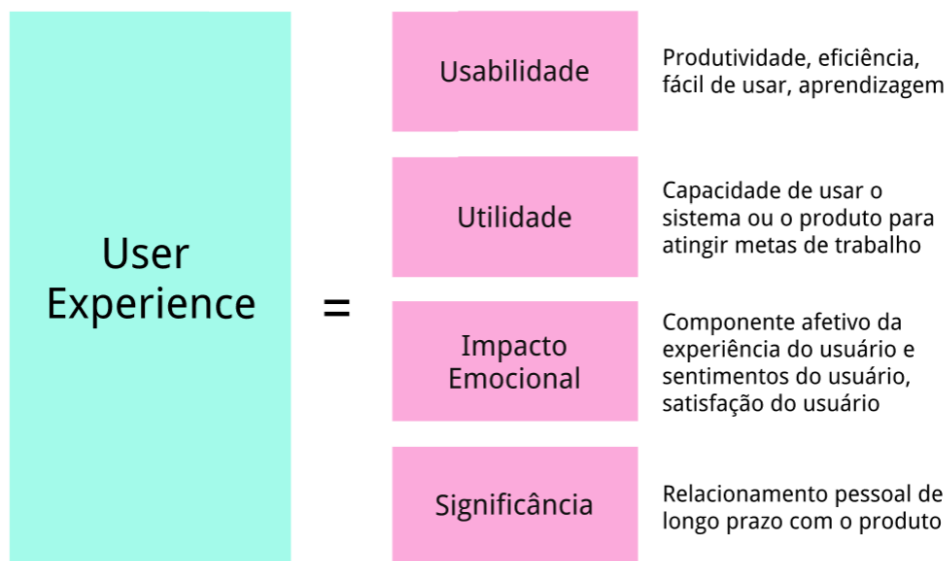 User
Experience
=
Usabilidade
Produtividade, eficiência,
fácil de usar, aprendizagem
Utilidade
Capacidade de usar o
sistema ou o produto para
atingir metas de trabalho
Impacto
Emocional
Componente afetivo da
experiência do usuário e
sentimentos do usuário,
satisfação do usuário
Significância
Relacionamento pessoal de
longo prazo com o produto